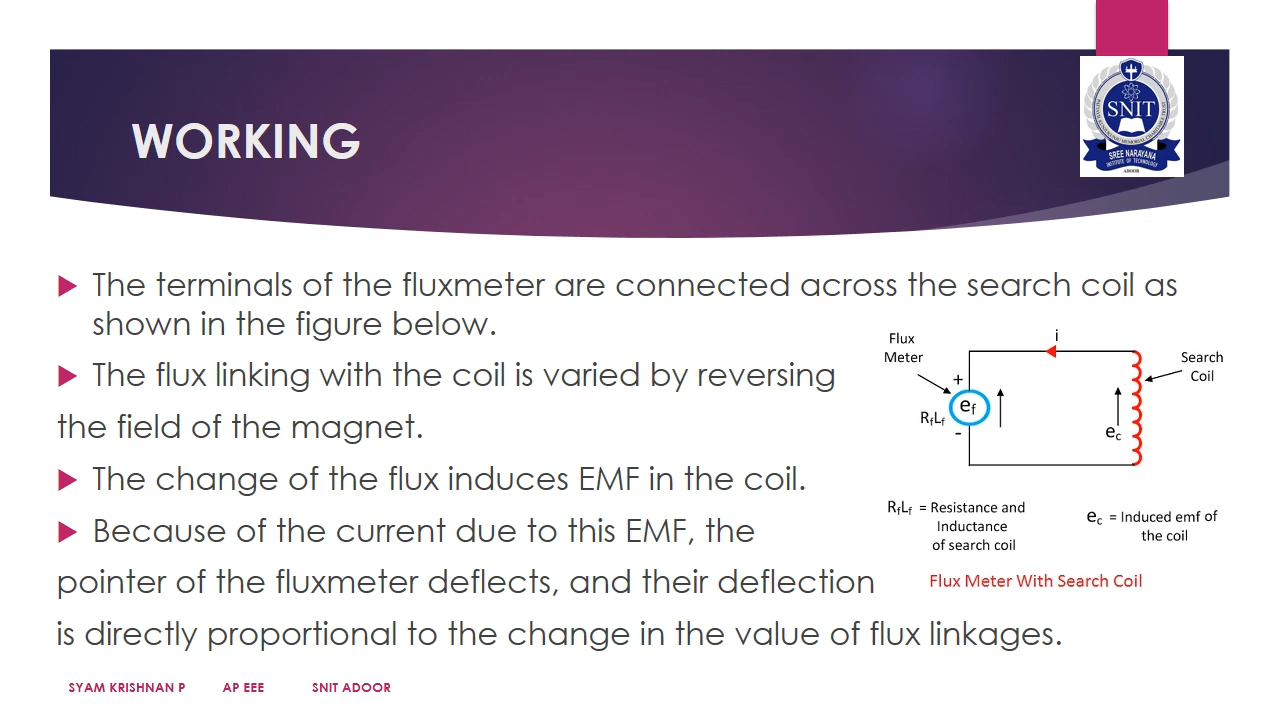 WORKING
SNIT
SREE NARAYANA
INSTITUTE OF TECHNOLOGY
ADOOR
The terminals of the fluxmeter are connected across the search coil as
shown in the figure below.
The flux linking with the coil is varied by reversing
the field of the magnet.
The change of the flux induces EMF in the coil.
Because of the current due to this EMF, the
pointer of the fluxmeter deflects, and their deflection
is directly proportional to the change in the value of flux linkages.
Flux
Meter
i
Search
Coil
+
ef
RfLf
-
ec
RfLf = Resistance and
Inductance
of search coil
ec = Induced emf of
the coil
Flux Meter With Search Coil
SYAM KRISHNAN P AP EEE SNIT ADOOR